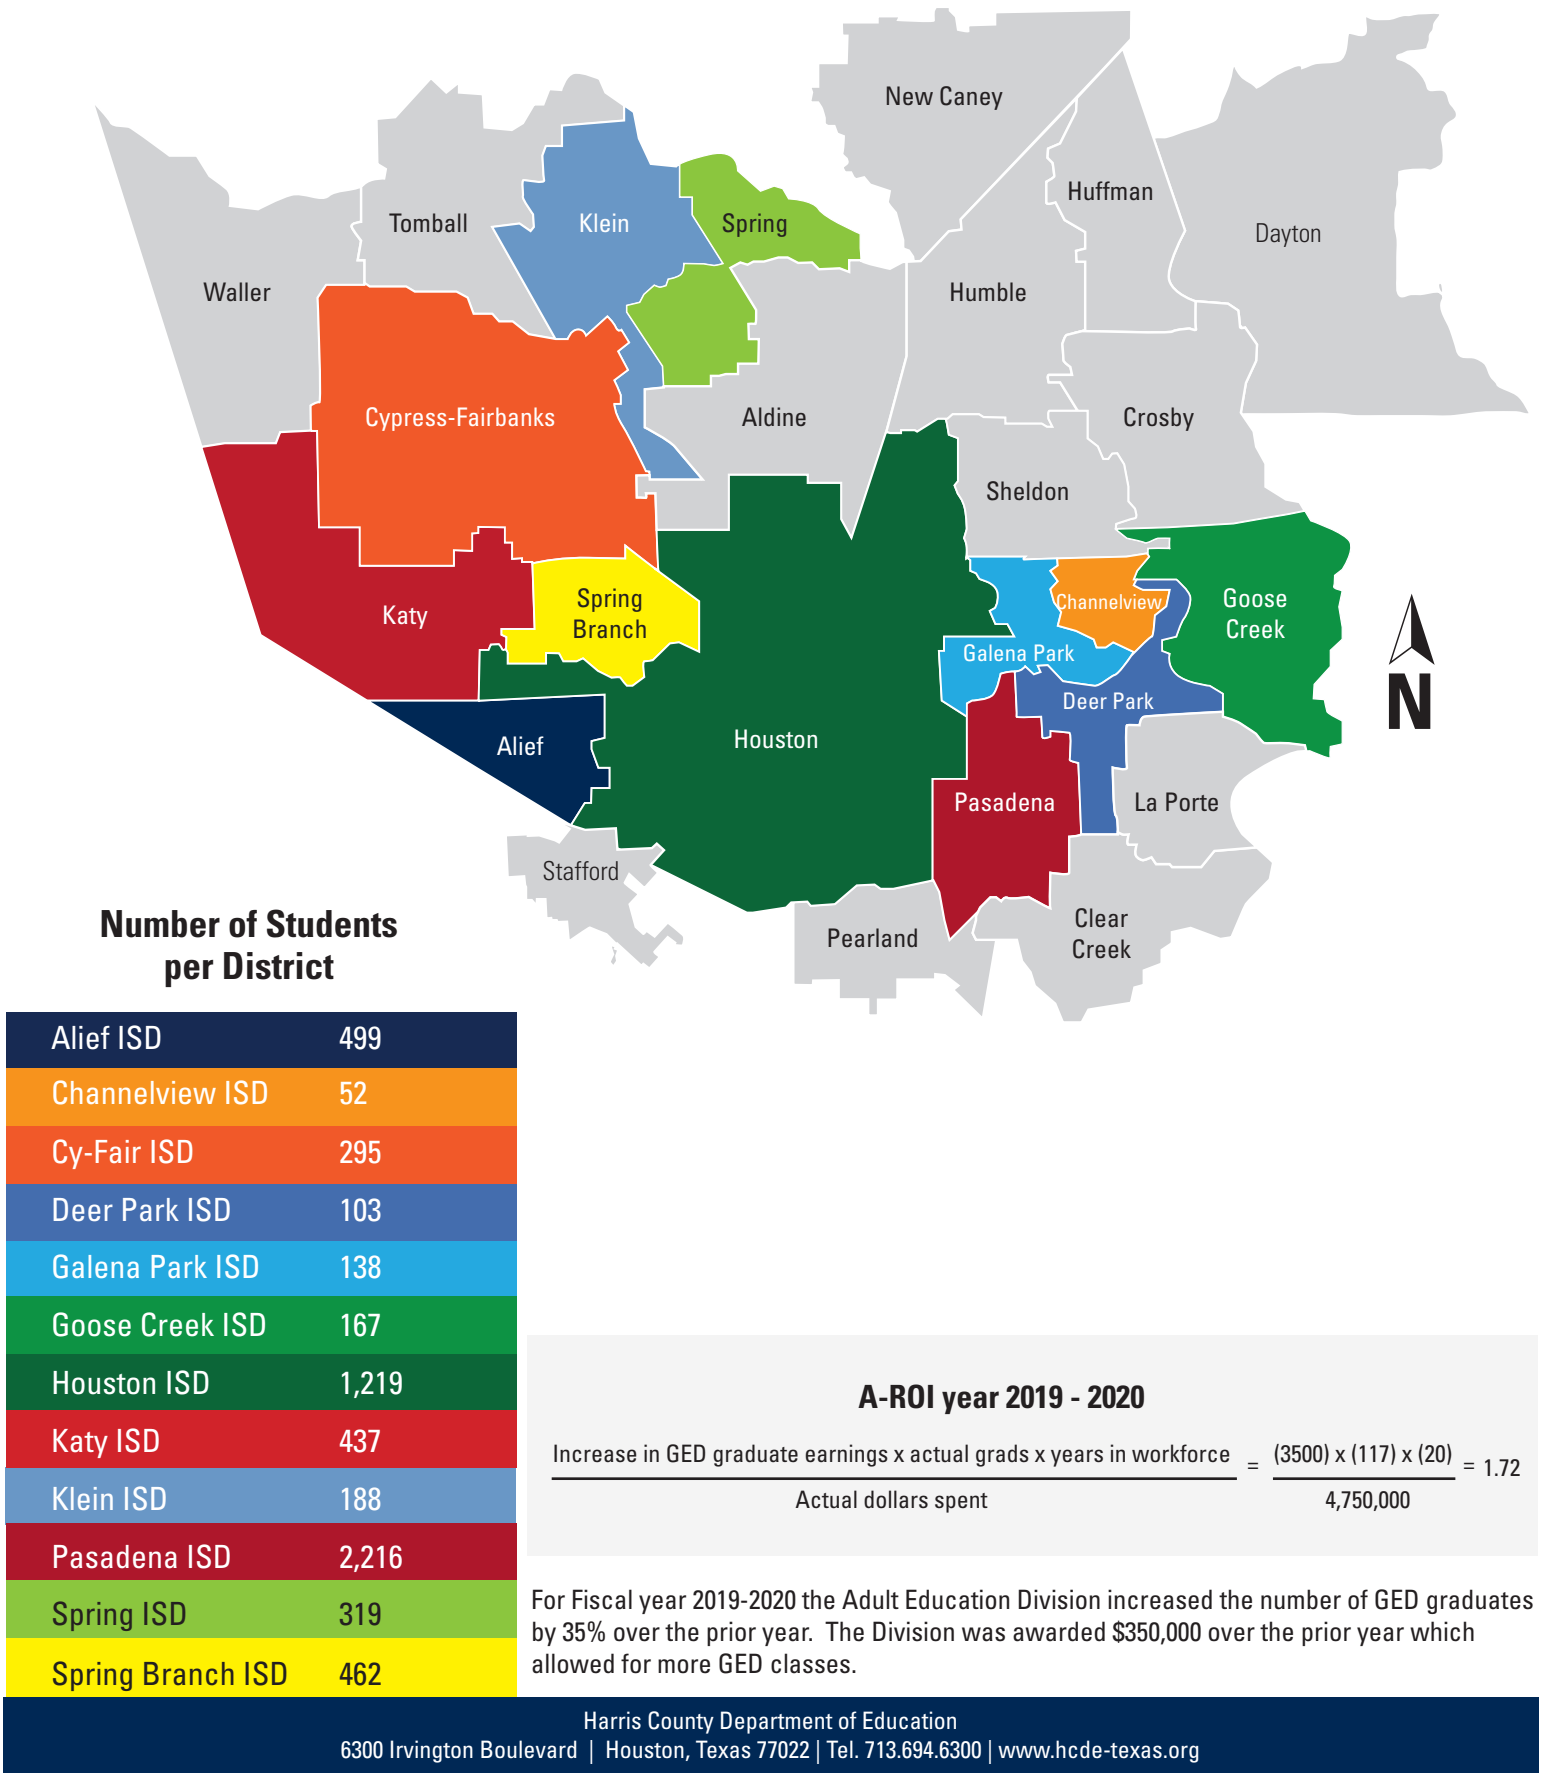 New Caney
Huffman
Tomball
Klein
Spring
Dayton
Waller
Humble
Cypress-Fairbanks
Aldine
Crosby
Sheldon
Spring
Branch
Channelview
Goose
Creek
Katy
Galena Park
Deer Park
N
Alief
Houston
Pasadena
La Porte
Stafford
Clear
Creek
Pearland
Number of Students
per District
Alief ISD 499
Channelview ISD 52
Cy-Fair ISD 295
Deer Park ISD 103
Galena Park ISD 138
Goose Creek ISD 167
Houston ISD 1,219
Katy ISD 437
Klein ISD 188
Pasadena ISD 2,216
Spring ISD 319
Spring Branch ISD 462
A-ROI year 2019 - 2020
Increase in GED graduate earnings x actual grads x years in workforce = (3500) x (117) x (20) = 1.72
Actual dollars spent 4,750,000
For Fiscal year 2019-2020 the Adult Education Division increased the number of GED graduates
by 35% over the prior year. The Division was awarded $350,000 over the prior year which
allowed for more GED classes.
Harris County Department of Education
6300 Irvington Boulevard | Houston, Texas 77022 | Tel. 713.694.6300 | www.hcde-texas.org